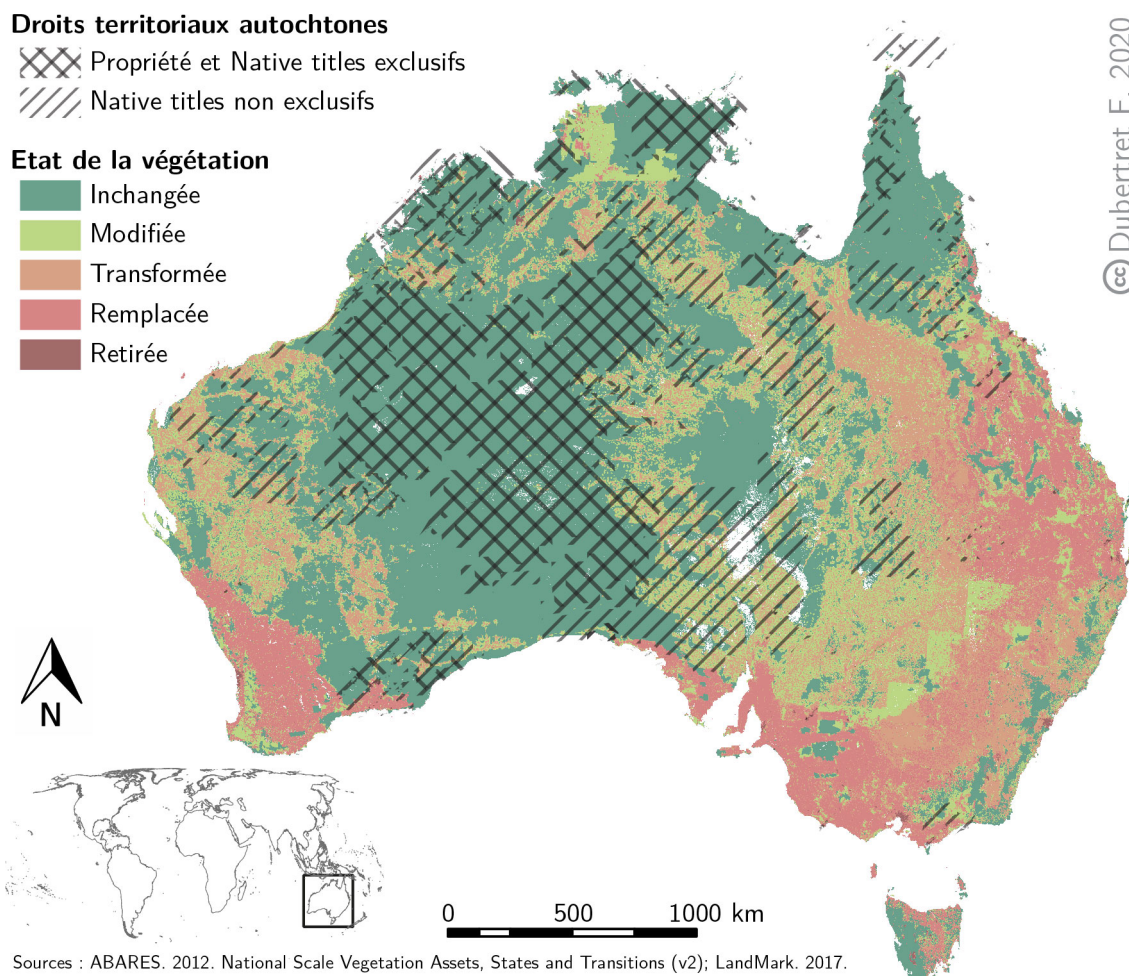 Droits territoriaux autochtones
Propriété et Native titles exclusifs
Native titles non exclusifs
Etat de la végétation
Inchangée
Modifiée
Transformée
Remplacée
Retirée
cc Dubertret F. 2020
N
0 500 1000 km
Sources : ABARES. 2012. National Scale Vegetation Assets, States and Transitions (v2); LandMark. 2017.